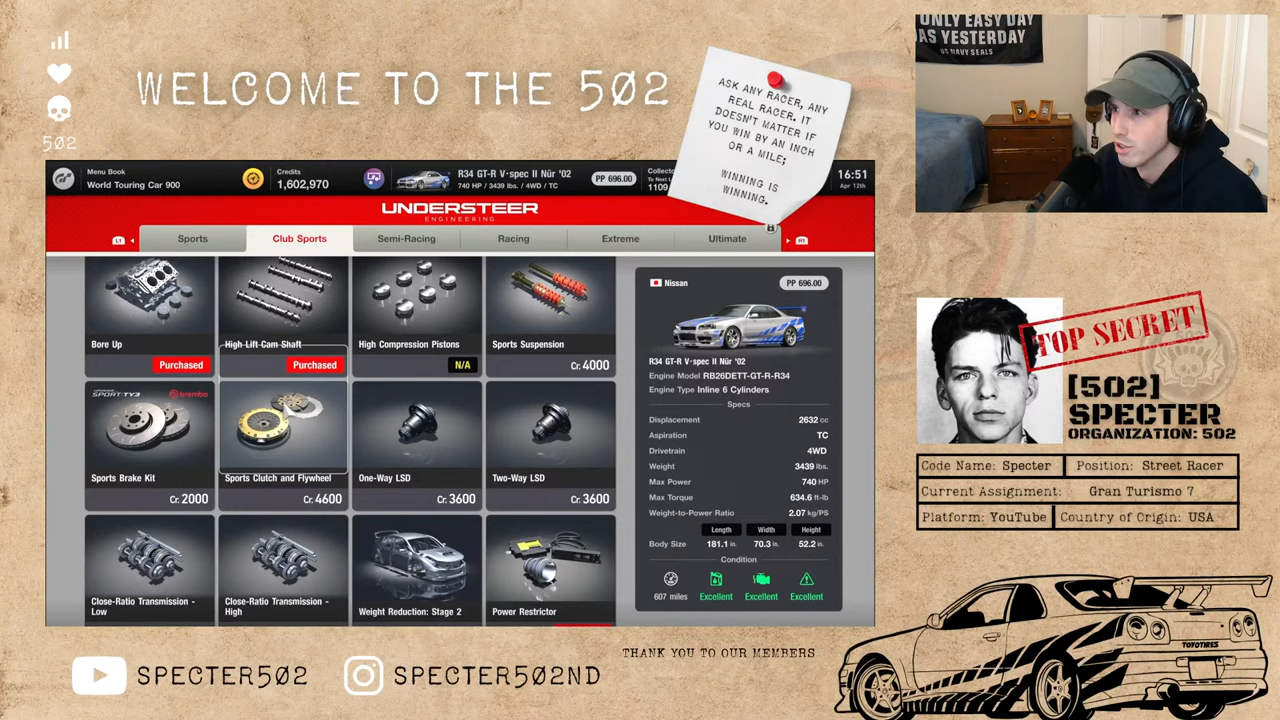 WELCOME TO THE 502
502
ASK ANY RACER, ANY
REAL RACER. IT
DOESN'T MATTER IF
YOU WIN BY AN INCH
OR A MILE;
WINNING IS
WINNING.
ONLY EASY DAY
AS YESTERDAY
US NAVY SEALS
Menu Book
World Touring Car 900
Credits
1,602,970
R34 GT-R V·spec II Nür '02
740 HP / 3439 lbs. / 4WD / TC
PP 696.00
Collec
To Next
1109
16:51
Apr 12th
UNDERSTEER
ENGINEERING
L1
Sports
Club Sports
Semi-Racing
Racing
Extreme
Ultimate
R1
Bore Up
Purchased
High Lift Cam Shaft
Purchased
High Compression Pistons
N/A
Sports Suspension
Cr. 4000
SPORT:TY3
brembo
Sports Brake Kit
Cr. 2000
Sports Clutch and Flywheel
Cr. 4600
One-Way LSD
Cr. 3600
Two-Way LSD
Cr. 3600
Close-Ratio Transmission -
Low
Close-Ratio Transmission -
High
Weight Reduction: Stage 2
Power Restrictor
Nissan
PP 696.00
R34 GT-R V·spec II Nür '02
Engine Model RB26DETT-GT-R-R34
Engine Type Inline 6 Cylinders
Specs
Displacement 2632 cc
Aspiration TC
Drivetrain 4WD
Weight 3439 lbs.
Max Power 740 HP
Max Torque 634.6 ft-lb
Weight-to-Power Ratio 2.07 kg/PS
Length Width Height
Body Size 181.1 in. 70.3 in. 52.2 in.
Condition
607 miles Excellent Excellent Excellent
TOP SECRET
[502]
SPECTER
ORGANIZATION: 502
Code Name: Specter Position: Street Racer
Current Assignment: Gran Turismo 7
Platform: YouTube Country of Origin: USA
TOYOTIRES
THANK YOU TO OUR MEMBERS
SPECTER502
SPECTER502ND